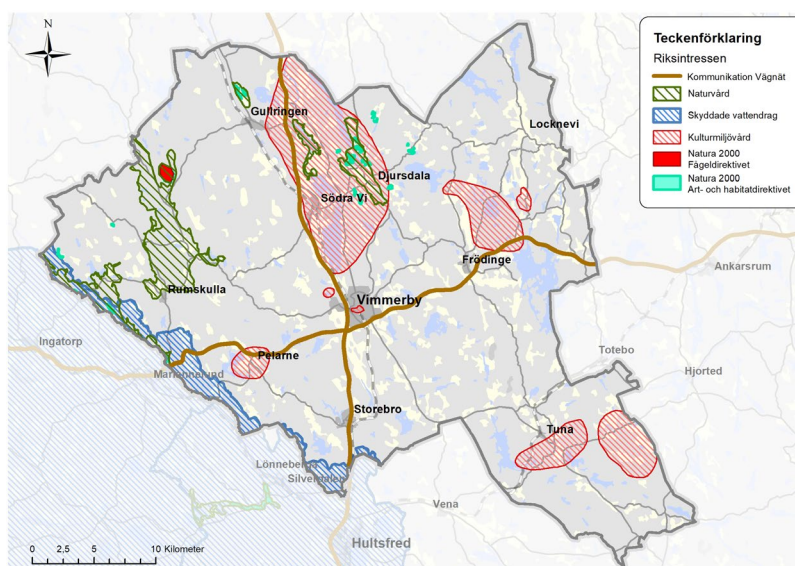 N
Teckenförklaring
Riksintressen
Kommunikation Vägnät
Naturvård
Skyddade vattendrag
Kulturmiljövård
Natura 2000
Fågeldirektivet
Natura 2000
Art- och habitatdirektivet
Gullringen
Locknevi
Djursdala
Södra Vi
Frödinge
Ankarsrum
Rumskulla
Vimmerby
Ingatorp
Totebo
Pelarne
Mariannelund
Hjorted
Storebro
Tuna
Lönneberga
Silverdalen
Vena
Hultsfred
0 2,5 5 10 Kilometer